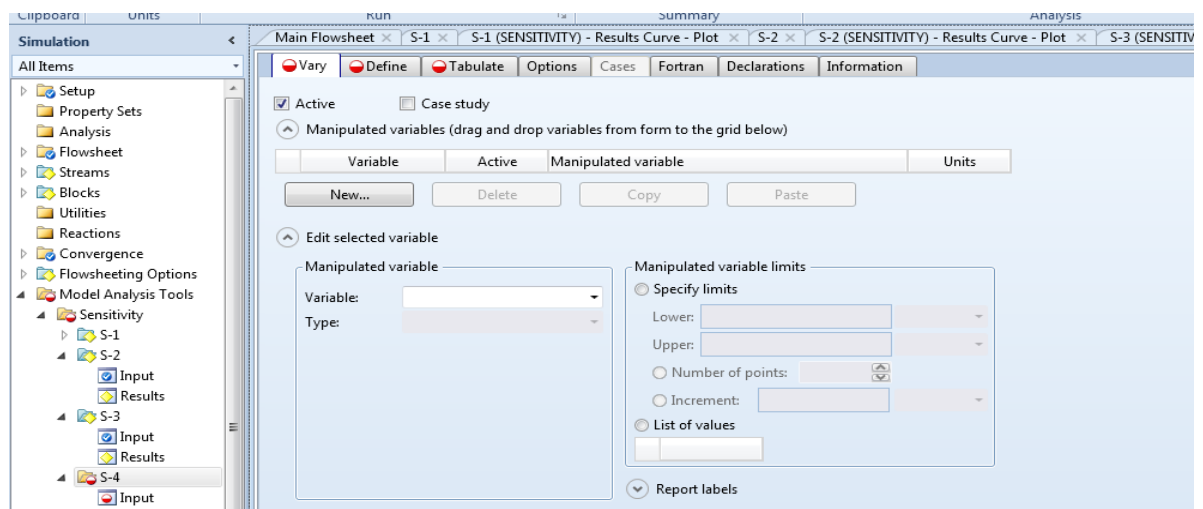 Clipboard Units Run Summary Analysis
Simulation <
Main Flowsheet × S-1 × S-1 (SENSITIVITY) - Results Curve - Plot × S-2 × S-2 (SENSITIVITY) - Results Curve - Plot × S-3 (SENSITIV
All Items
Vary Define Tabulate Options Cases Fortran Declarations Information
Setup
Property Sets
Analysis
Flowsheet
Streams
Blocks
Utilities
Reactions
Convergence
Flowsheeting Options
Model Analysis Tools
Sensitivity
S-1
S-2
Input
Results
S-3
Input
Results
S-4
Input
Active Case study
Manipulated variables (drag and drop variables from form to the grid below)
Variable Active Manipulated variable Units
New... Delete Copy Paste
Edit selected variable
Manipulated variable
Variable:
Type:
Manipulated variable limits
Specify limits
Lower:
Upper:
Number of points:
Increment:
List of values
Report labels